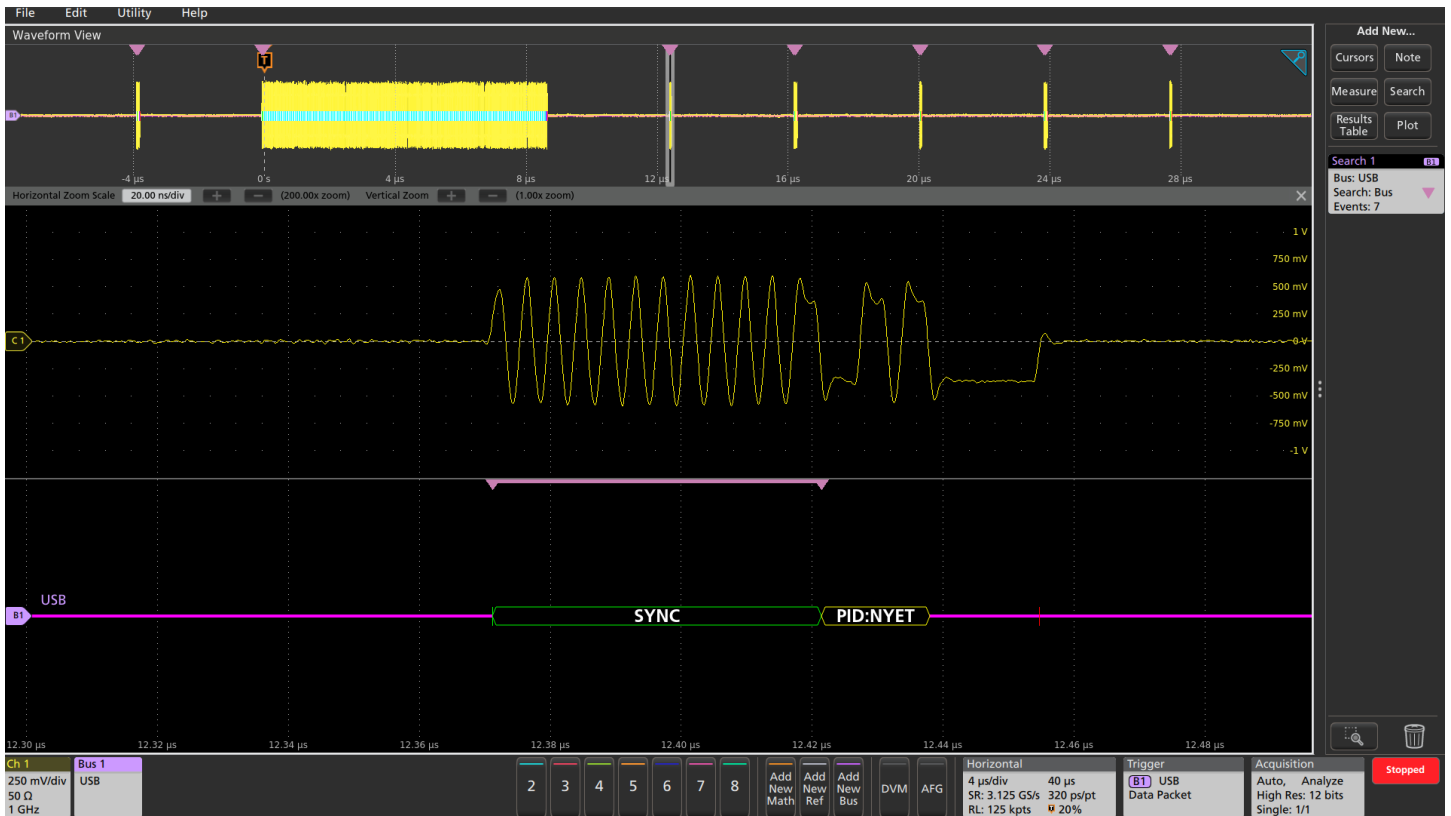 File Edit Utility Help
Waveform View
Add New...
Cursors Note
Measure Search
Results Table Plot
Search 1 B1
Bus: USB
Search: Bus
Events: 7
T
B1
-4 µs 0 s 4 µs 8 µs 12 µs 16 µs 20 µs 24 µs 28 µs
Horizontal Zoom Scale 20.00 ns/div + − (200.00x zoom) Vertical Zoom + − (1.00x zoom)
1 V
750 mV
500 mV
250 mV
C1 0 V
-250 mV
-500 mV
-750 mV
-1 V
USB
B1 SYNC PID:NYET
12.30 µs 12.32 µs 12.34 µs 12.36 µs 12.38 µs 12.40 µs 12.42 µs 12.44 µs 12.46 µs 12.48 µs
Ch 1
250 mV/div
50 Ω
1 GHz
Bus 1
USB
2 3 4 5 6 7 8
Add New Math
Add New Ref
Add New Bus
DVM AFG
Horizontal
4 µs/div 40 µs
SR: 3.125 GS/s 320 ps/pt
RL: 125 kpts 20%
Trigger
B1 USB
Data Packet
Acquisition
Auto, Analyze
High Res: 12 bits
Single: 1/1
Stopped